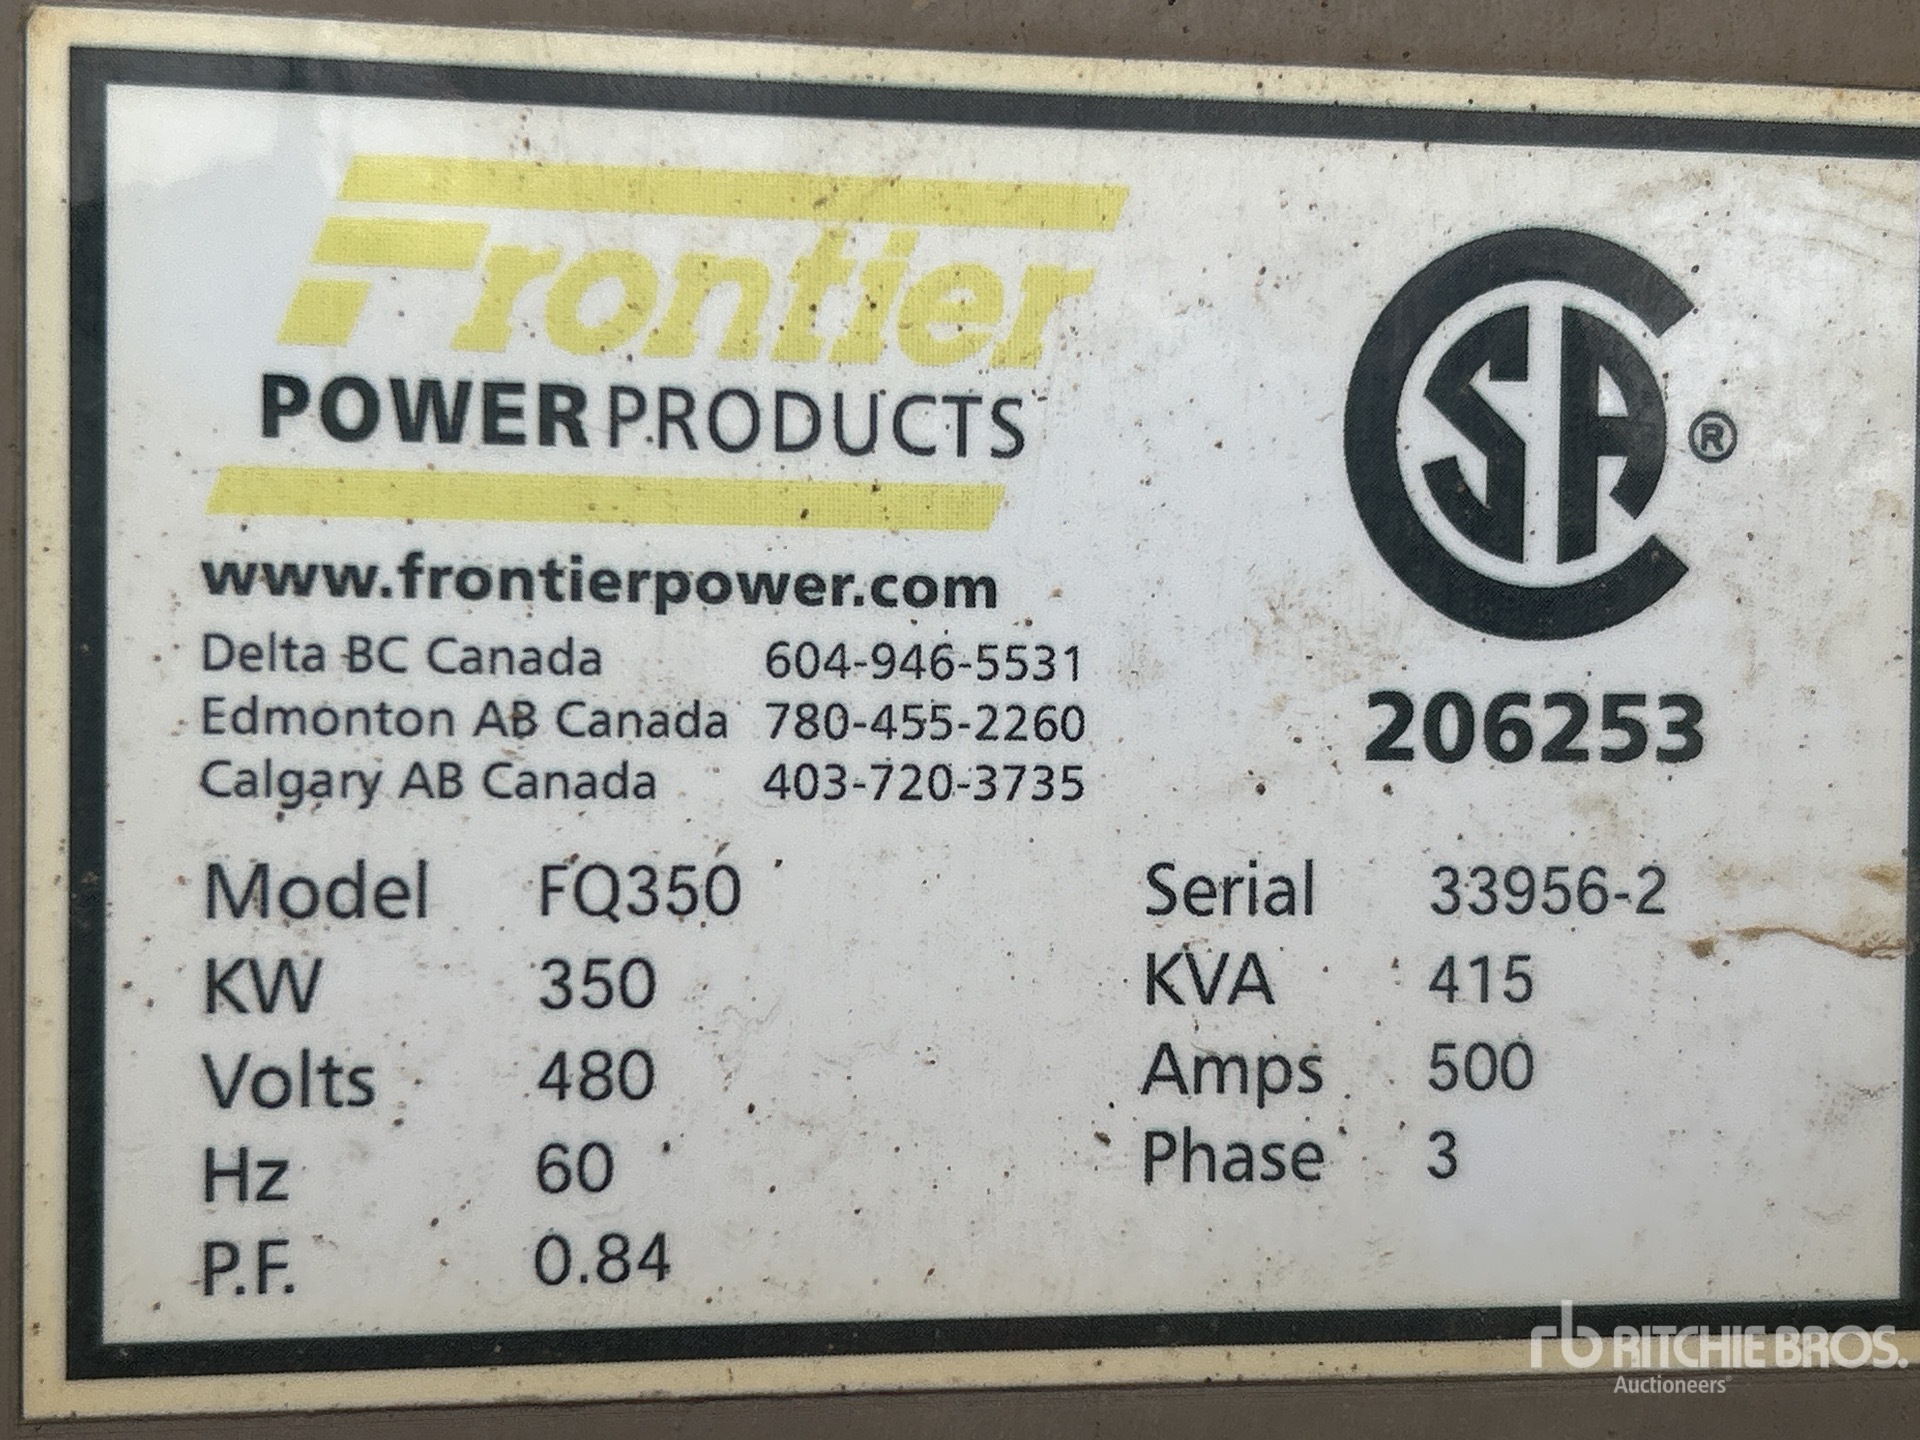 Frontier
POWER PRODUCTS
www.frontierpower.com
Delta BC Canada 604-946-5531
Edmonton AB Canada 780-455-2260
Calgary AB Canada 403-720-3735
CSA ®
206253
Model FQ350 Serial 33956-2
KW 350 KVA 415
Volts 480 Amps 500
Hz 60 Phase 3
P.F. 0.84
rb RITCHIE BROS.
Auctioneers